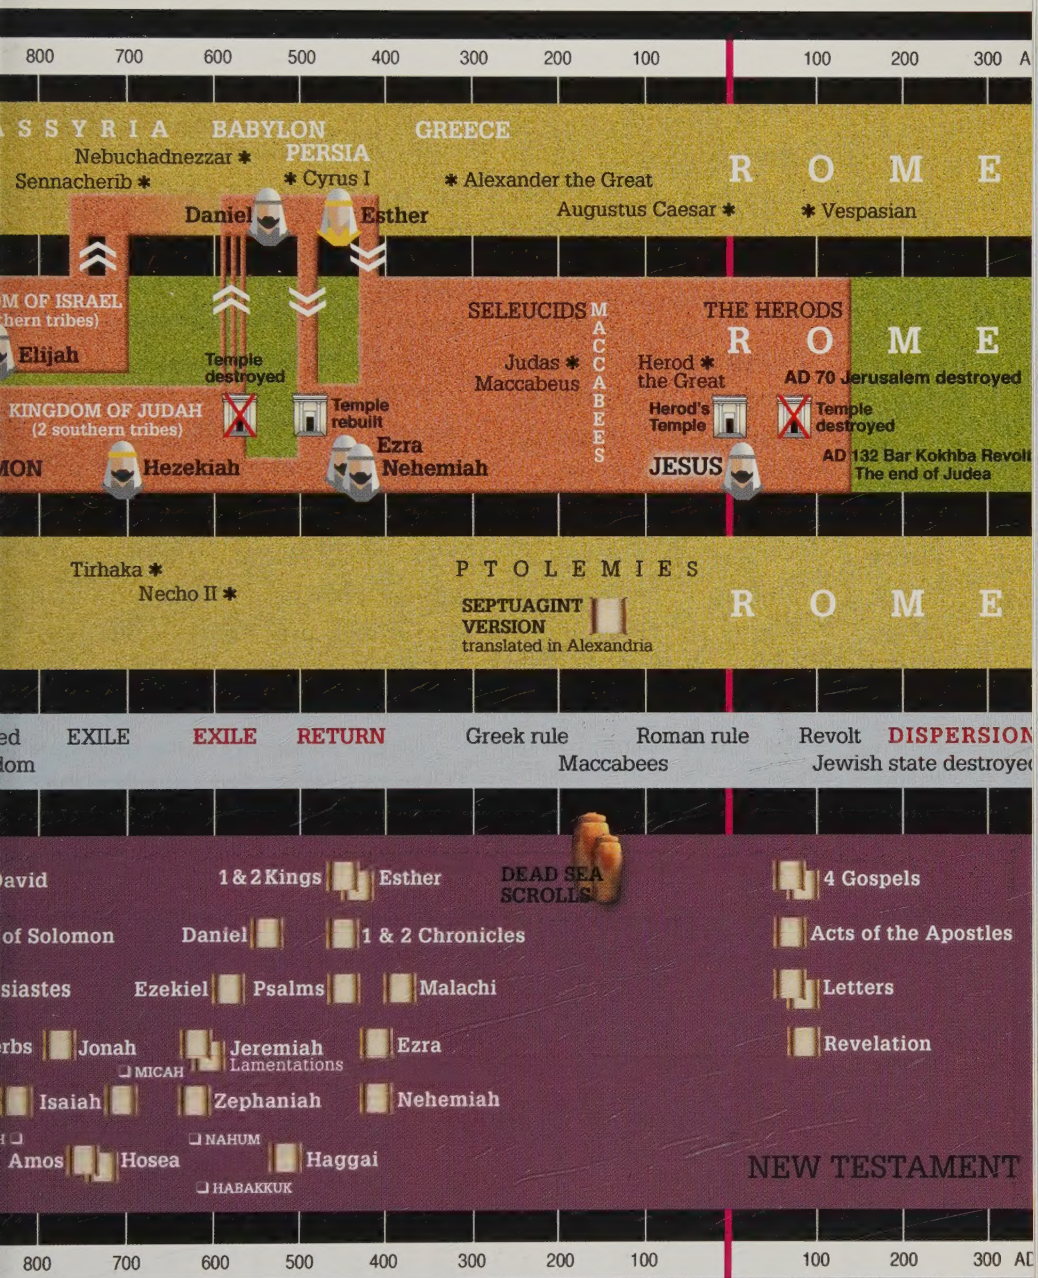 800 700 600 500 400 300 200 100 100 200 300 A
ASSYRIA BABYLON GREECE
Nebuchadnezzar * PERSIA
Sennacherib * * Cyrus I * Alexander the Great R O M E
Augustus Caesar * * Vespasian
Daniel Esther
OM OF ISRAEL SELEUCIDS MACCABEES THE HERODS
hern tribes) R O M E
Elijah Temple Judas * Herod *
destroyed Maccabeus the Great AD 70 Jerusalem destroyed
KINGDOM OF JUDAH Temple Herod's Temple
(2 southern tribes) rebuilt Temple destroyed
Ezra
MON Hezekiah Nehemiah JESUS AD 132 Bar Kokhba Revolt
The end of Judea
Tirhaka * PTOLEMIES
Necho II * SEPTUAGINT R O M E
VERSION
translated in Alexandria
ed EXILE EXILE RETURN Greek rule Roman rule Revolt DISPERSION
dom Maccabees Jewish state destroyed
David 1 & 2 Kings Esther DEAD SEA 4 Gospels
SCROLLS
of Solomon Daniel 1 & 2 Chronicles Acts of the Apostles
siastes Ezekiel Psalms Malachi Letters
erbs Jonah Jeremiah Ezra Revelation
MICAH Lamentations
Isaiah Zephaniah Nehemiah
H NAHUM
Amos Hosea Haggai NEW TESTAMENT
HABAKKUK
800 700 600 500 400 300 200 100 100 200 300 AD